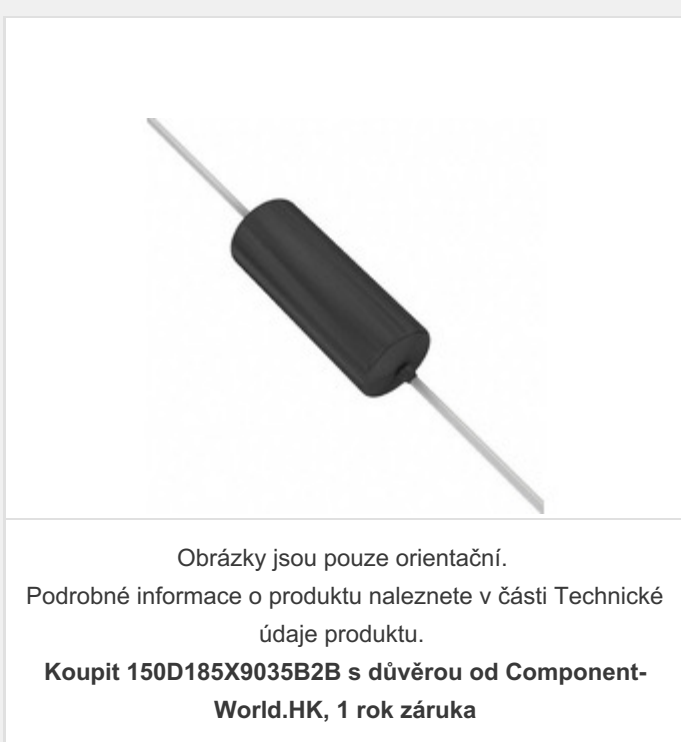 Obrázky jsou pouze orientační.
Podrobné informace o produktu naleznete v části Technické
údaje produktu.
Koupit 150D185X9035B2B s důvěrou od Component-
World.HK, 1 rok záruka